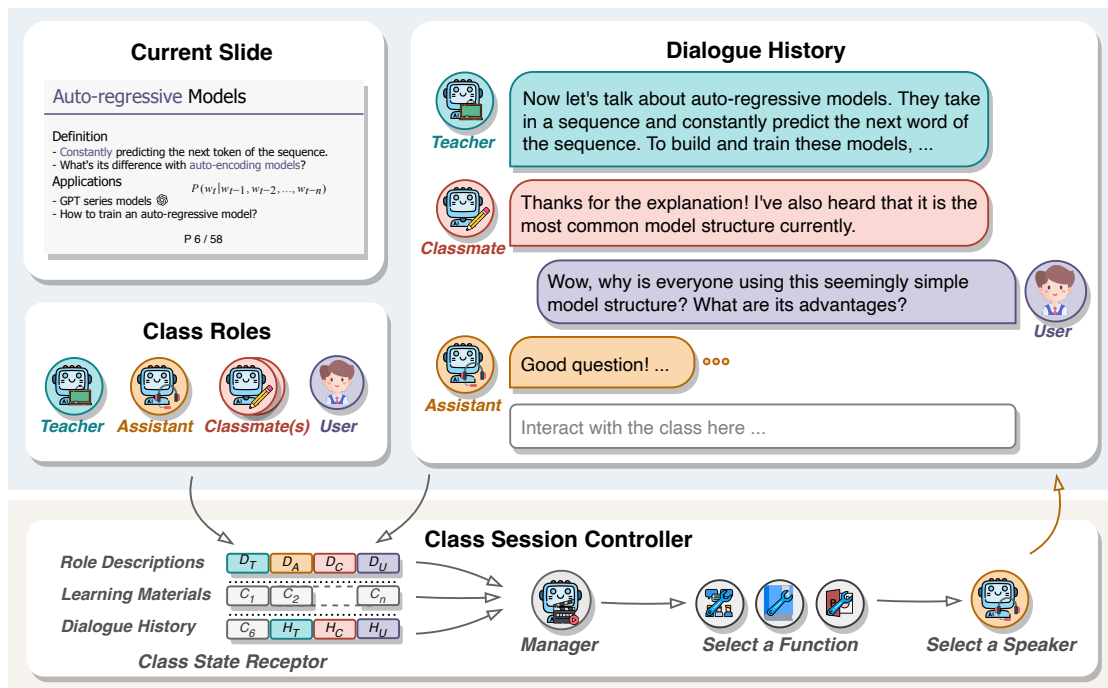 Current Slide
Auto-regressive Models
Definition
- Constantly predicting the next token of the sequence.
- What's its difference with auto-encoding models?
Applications
P(w_t|w_{t-1}, w_{t-2}, ..., w_{t-n})
- GPT series models
- How to train an auto-regressive model?
P 6 / 58
Class Roles
Teacher
Assistant
Classmate(s)
User
Dialogue History
Teacher
Now let's talk about auto-regressive models. They take
in a sequence and constantly predict the next word of
the sequence. To build and train these models, ...
Classmate
Thanks for the explanation! I've also heard that it is the
most common model structure currently.
Wow, why is everyone using this seemingly simple
model structure? What are its advantages?
User
Assistant
Good question! ...
Interact with the class here ...
Class Session Controller
Role Descriptions
D_T D_A D_C D_U
Learning Materials
C_1 C_2 C_n
Dialogue History
C_6 H_T H_C H_U
Class State Receptor
Manager
Select a Function
Select a Speaker